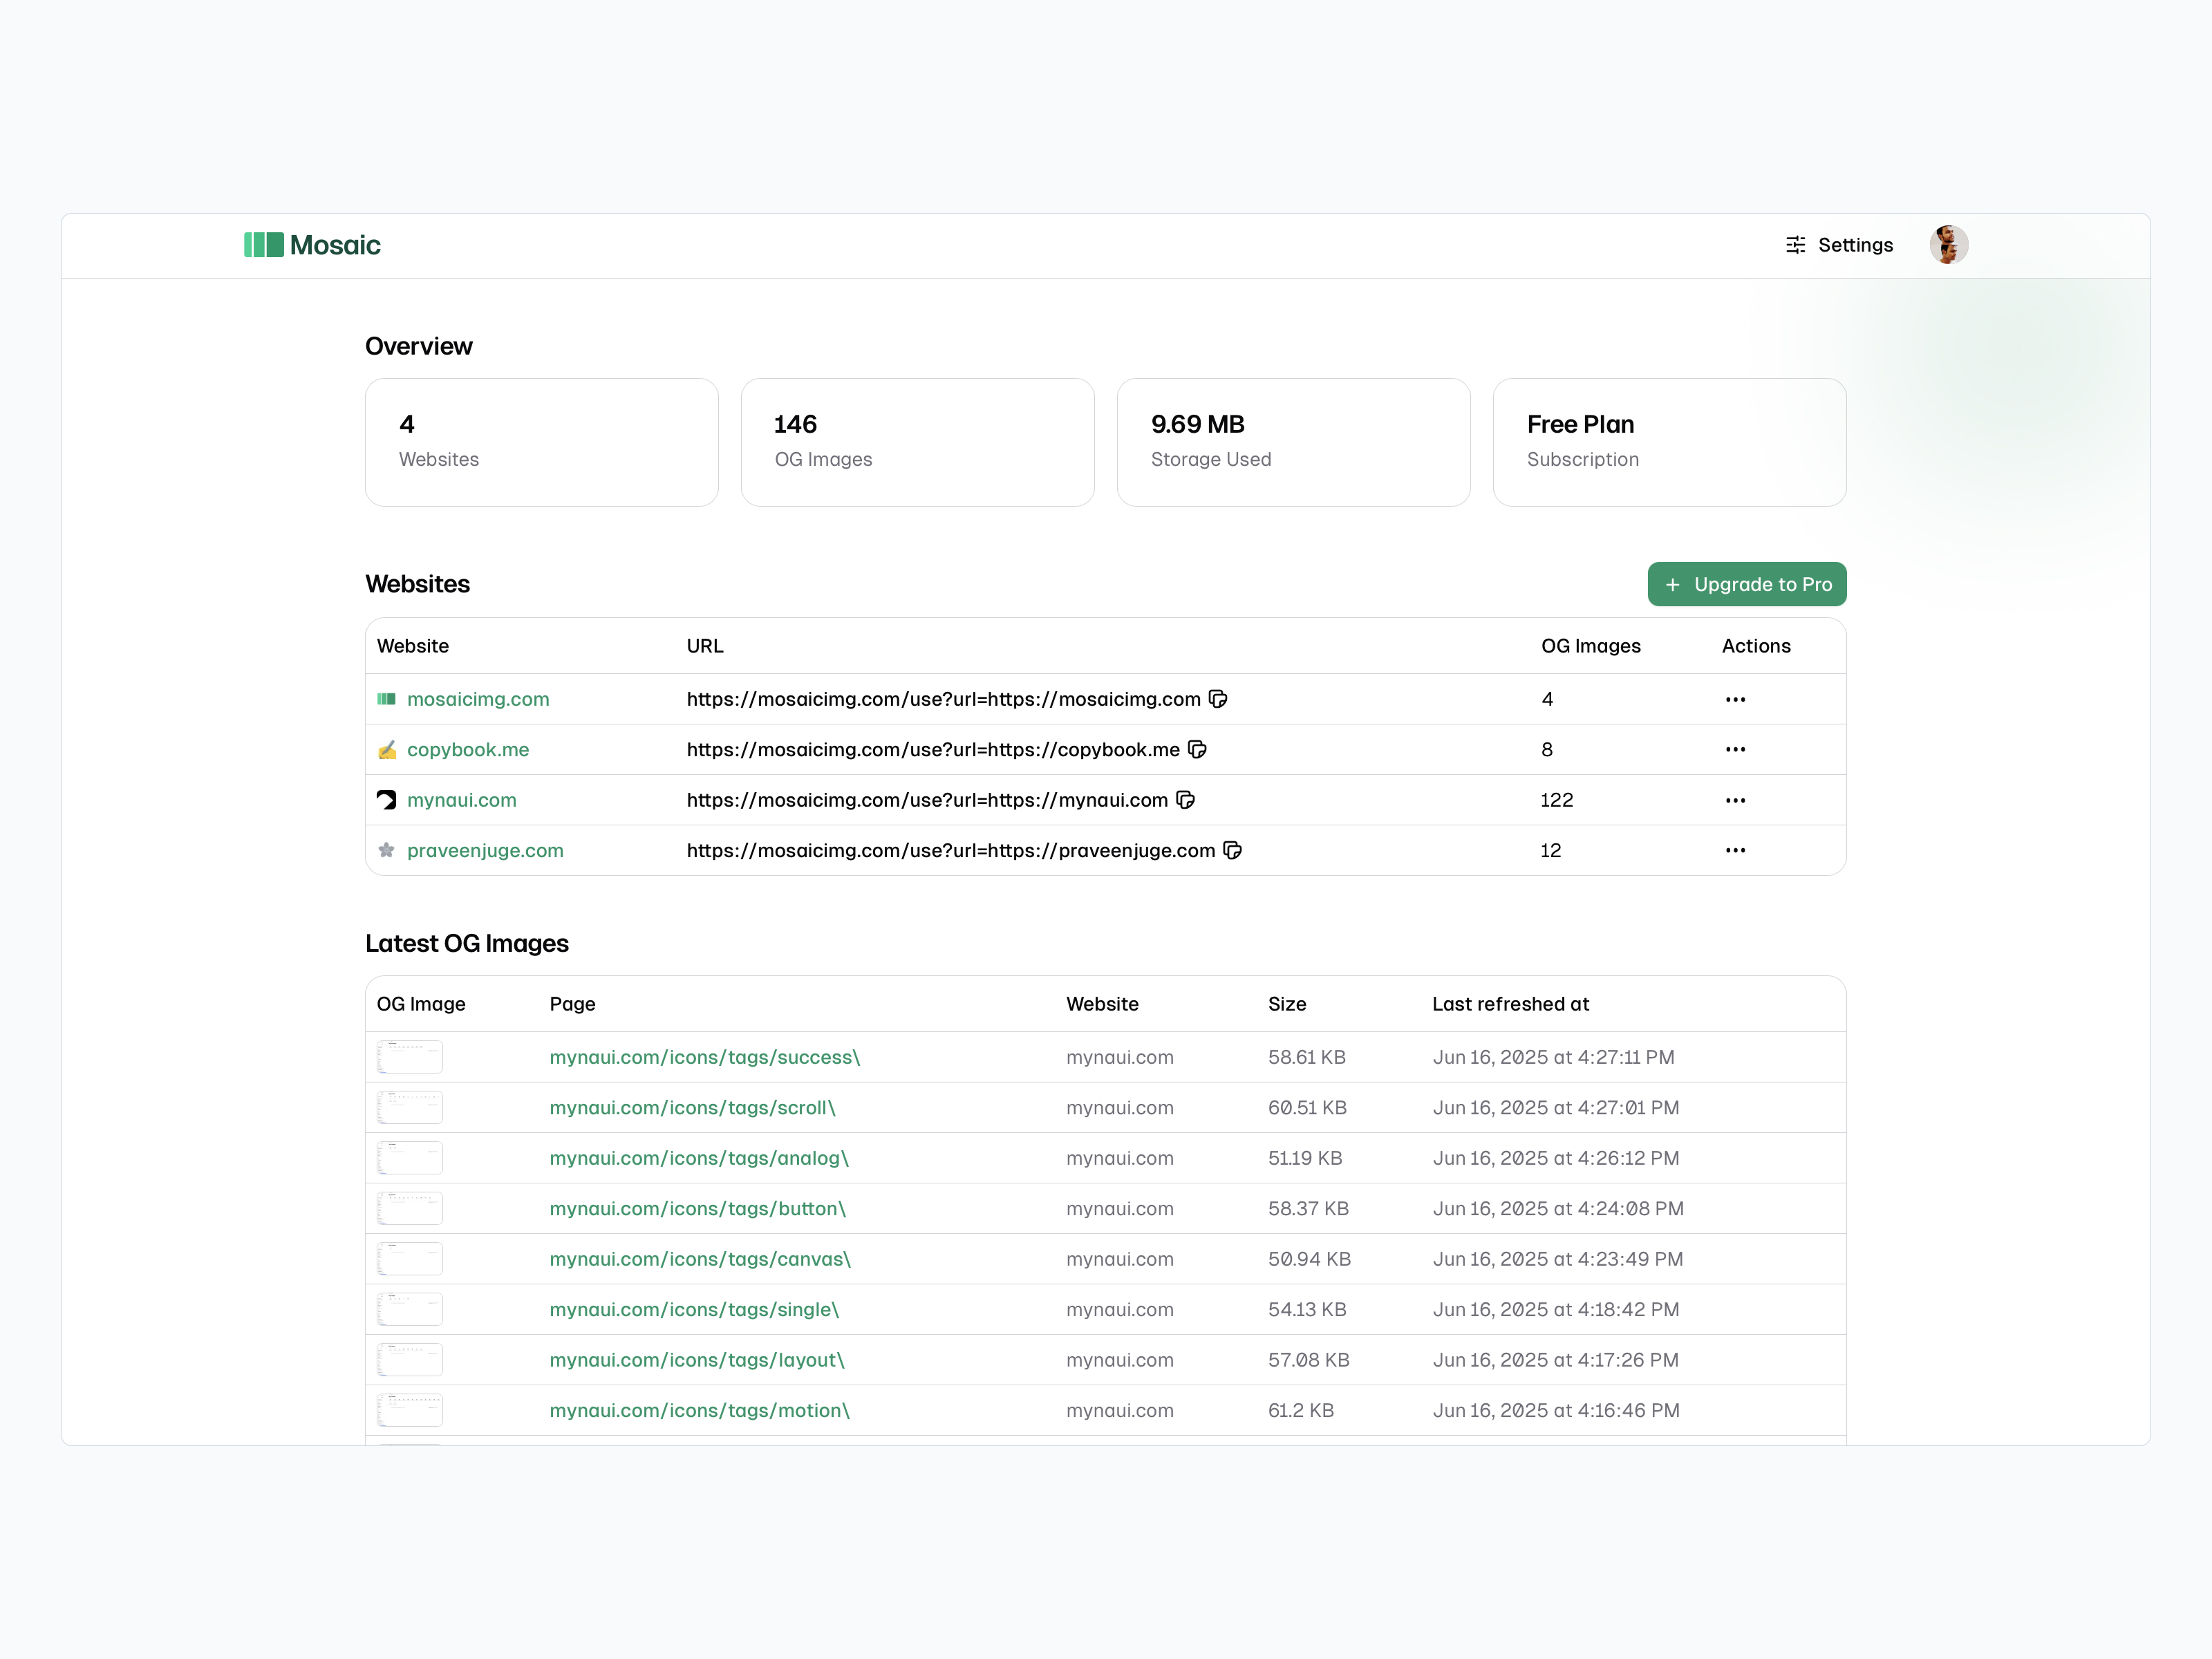 Mosaic
Settings
Overview
4
Websites
146
OG Images
9.69 MB
Storage Used
Free Plan
Subscription
Websites
+ Upgrade to Pro
Website URL OG Images Actions
mosaicimg.com https://mosaicimg.com/use?url=https://mosaicimg.com 4
copybook.me https://mosaicimg.com/use?url=https://copybook.me 8
mynaui.com https://mosaicimg.com/use?url=https://mynaui.com 122
praveenjuge.com https://mosaicimg.com/use?url=https://praveenjuge.com 12
Latest OG Images
OG Image Page Website Size Last refreshed at
mynaui.com/icons/tags/success\ mynaui.com 58.61 KB Jun 16, 2025 at 4:27:11 PM
mynaui.com/icons/tags/scroll\ mynaui.com 60.51 KB Jun 16, 2025 at 4:27:01 PM
mynaui.com/icons/tags/analog\ mynaui.com 51.19 KB Jun 16, 2025 at 4:26:12 PM
mynaui.com/icons/tags/button\ mynaui.com 58.37 KB Jun 16, 2025 at 4:24:08 PM
mynaui.com/icons/tags/canvas\ mynaui.com 50.94 KB Jun 16, 2025 at 4:23:49 PM
mynaui.com/icons/tags/single\ mynaui.com 54.13 KB Jun 16, 2025 at 4:18:42 PM
mynaui.com/icons/tags/layout\ mynaui.com 57.08 KB Jun 16, 2025 at 4:17:26 PM
mynaui.com/icons/tags/motion\ mynaui.com 61.2 KB Jun 16, 2025 at 4:16:46 PM